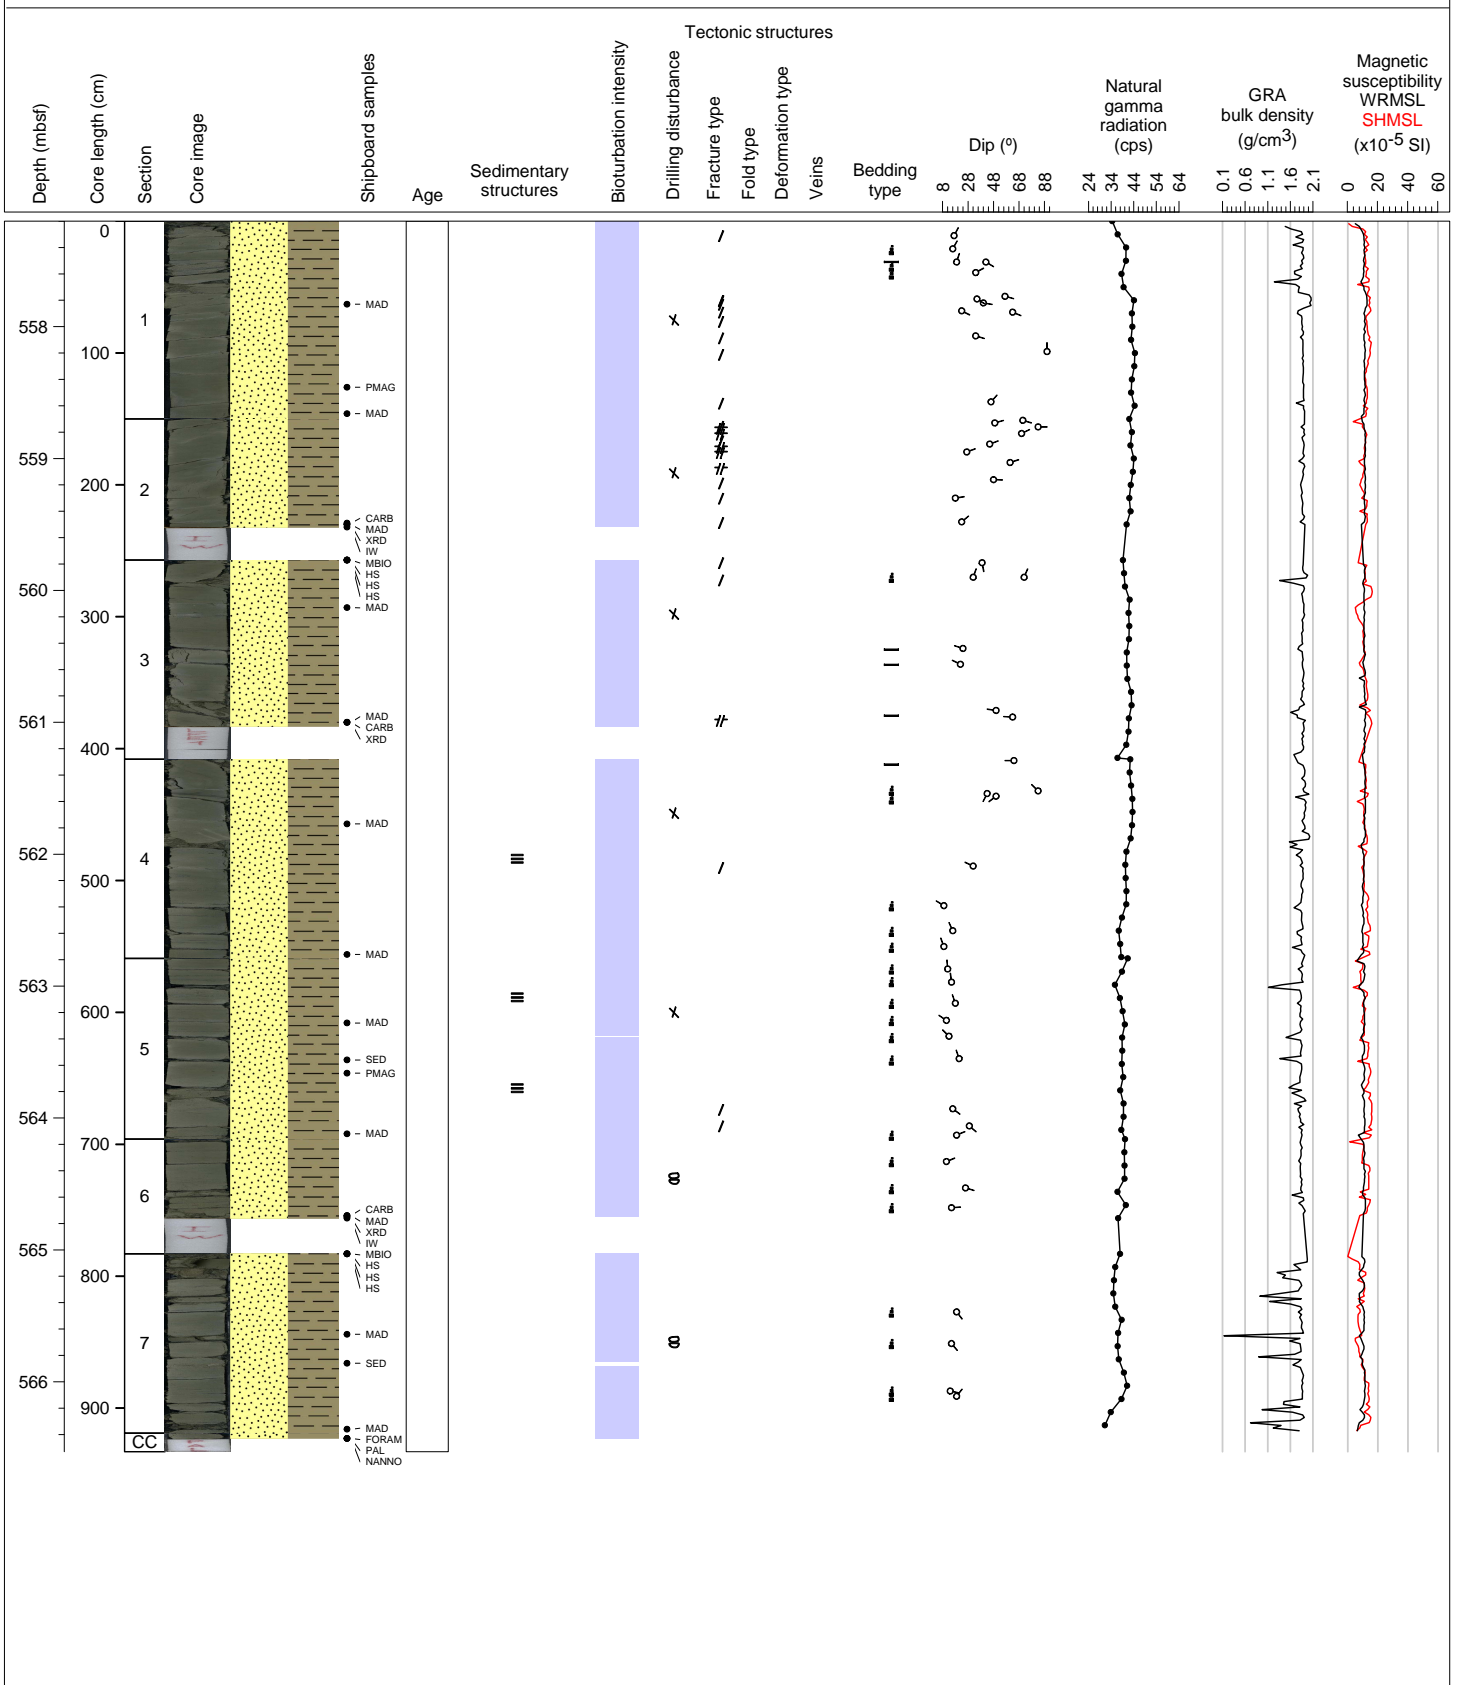 Tectonic structures
Depth (mbsf)
Core length (cm)
Section
Core image
Shipboard samples
Age
Sedimentary
structures
Bioturbation intensity
Drilling disturbance
Fracture type
Fold type
Deformation type
Veins
Bedding
type
Dip (º)
8 28 48 68 88
Natural
gamma
radiation
(cps)
24 34 44 54 64
GRA
bulk density
(g/cm3)
0.1 0.6 1.1 1.6 2.1
Magnetic
susceptibility
WRMSL
SHMSL
(x10-5 SI)
0 20 40 60
0
MAD
1
558
100
PMAG
MAD
559
200
2
CARB
MAD
XRD
IW
MBIO
HS
HS
HS
560
300
MAD
3
MAD
561
CARB
XRD
400
MAD
562
4
500
MAD
563
600
MAD
5
SED
PMAG
564
MAD
700
6
CARB
MAD
XRD
IW
565
MBIO
HS
HS
HS
800
MAD
7
SED
566
900
MAD
CC
FORAM
PAL
NANNO